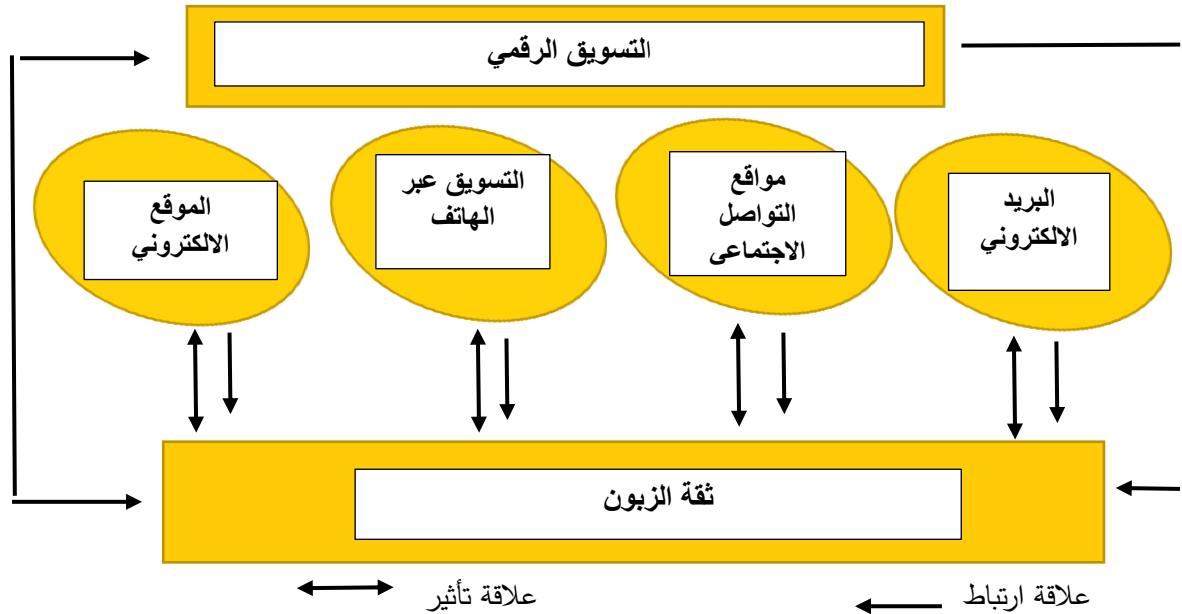 التسويق الرقمي
البريد
الالكتروني
مواقع
التواصل
الاجتماعى
التسويق عبر
الهاتف
الموقع
الالكتروني
ثقة الزبون
علاقة ارتباط
علاقة تأثير